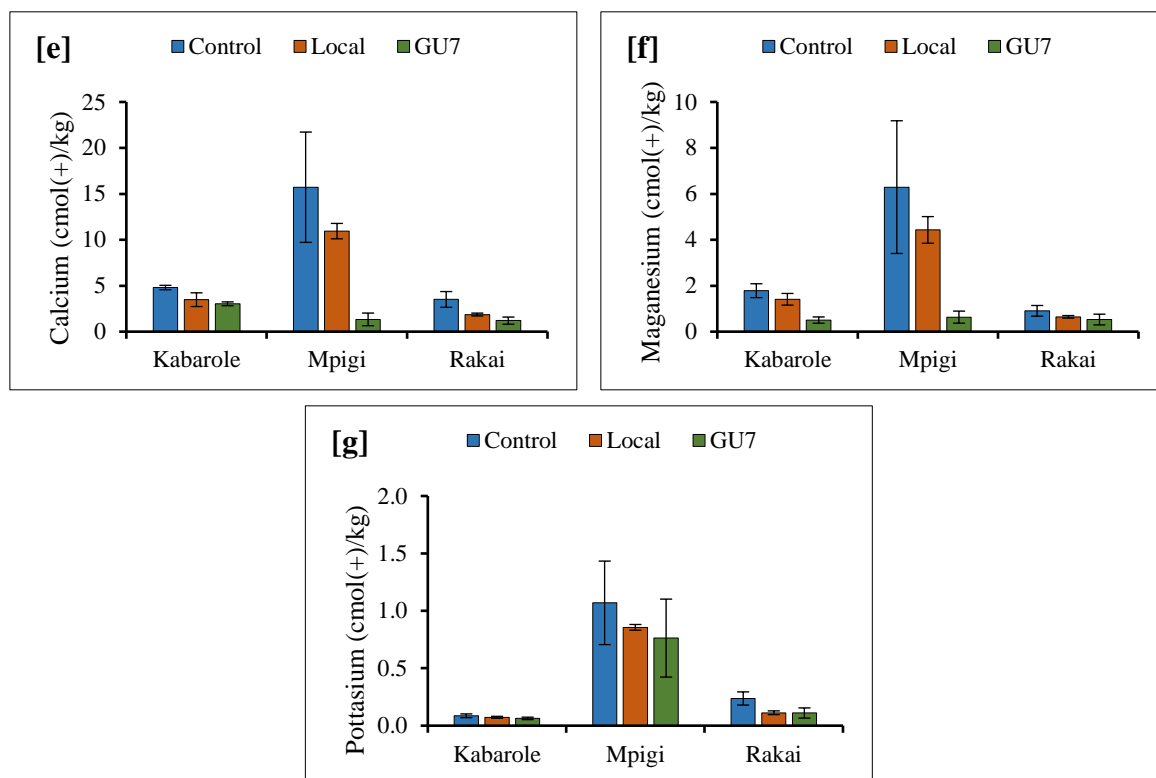 [e] Control Local GU7
Calcium (cmol(+)/kg)
25
20
15
10
5
0
Kabarole Mpigi Rakai
[f] Control Local GU7
Maganesium (cmol(+)/kg)
10
8
6
4
2
0
Kabarole Mpigi Rakai
[g] Control Local GU7
Pottasium (cmol(+)/kg)
2.0
1.5
1.0
0.5
0.0
Kabarole Mpigi Rakai